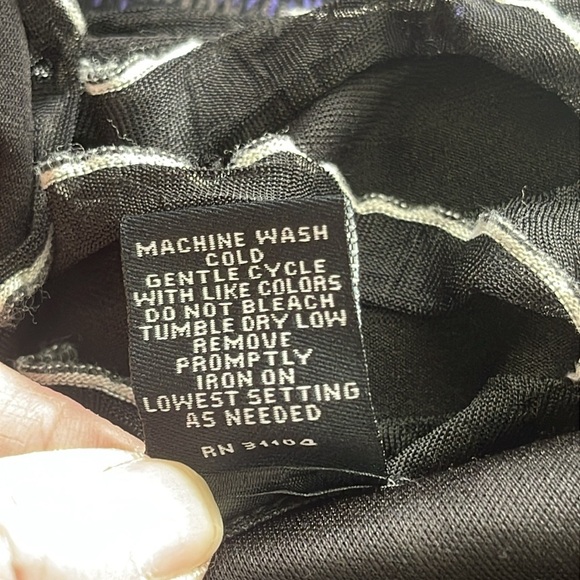 MACHINE WASH
COLD
GENTLE CYCLE
WITH LIKE COLORS
DO NOT BLEACH
TUMBLE DRY LOW
REMOVE
PROMPTLY
IRON ON
LOWEST SETTING
AS NEEDED
RN 31104